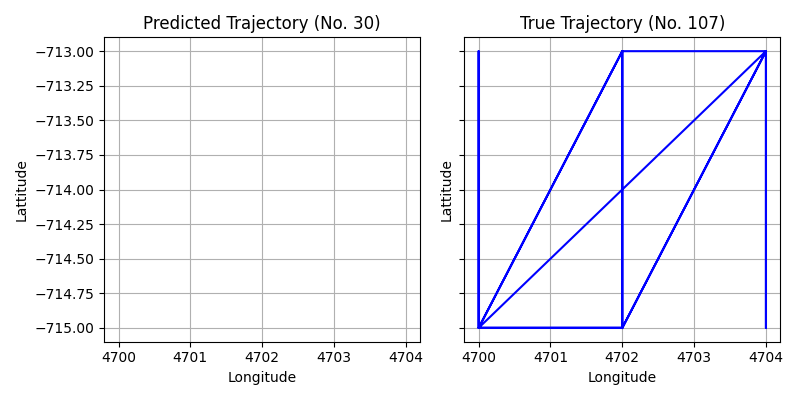 Predicted Trajectory (No. 30)
True Trajectory (No. 107)
−713.00
−713.25
−713.50
−713.75
−714.00
−714.25
−714.50
−714.75
−715.00
Lattitude
Lattitude
4700 4701 4702 4703 4704
4700 4701 4702 4703 4704
Longitude
Longitude